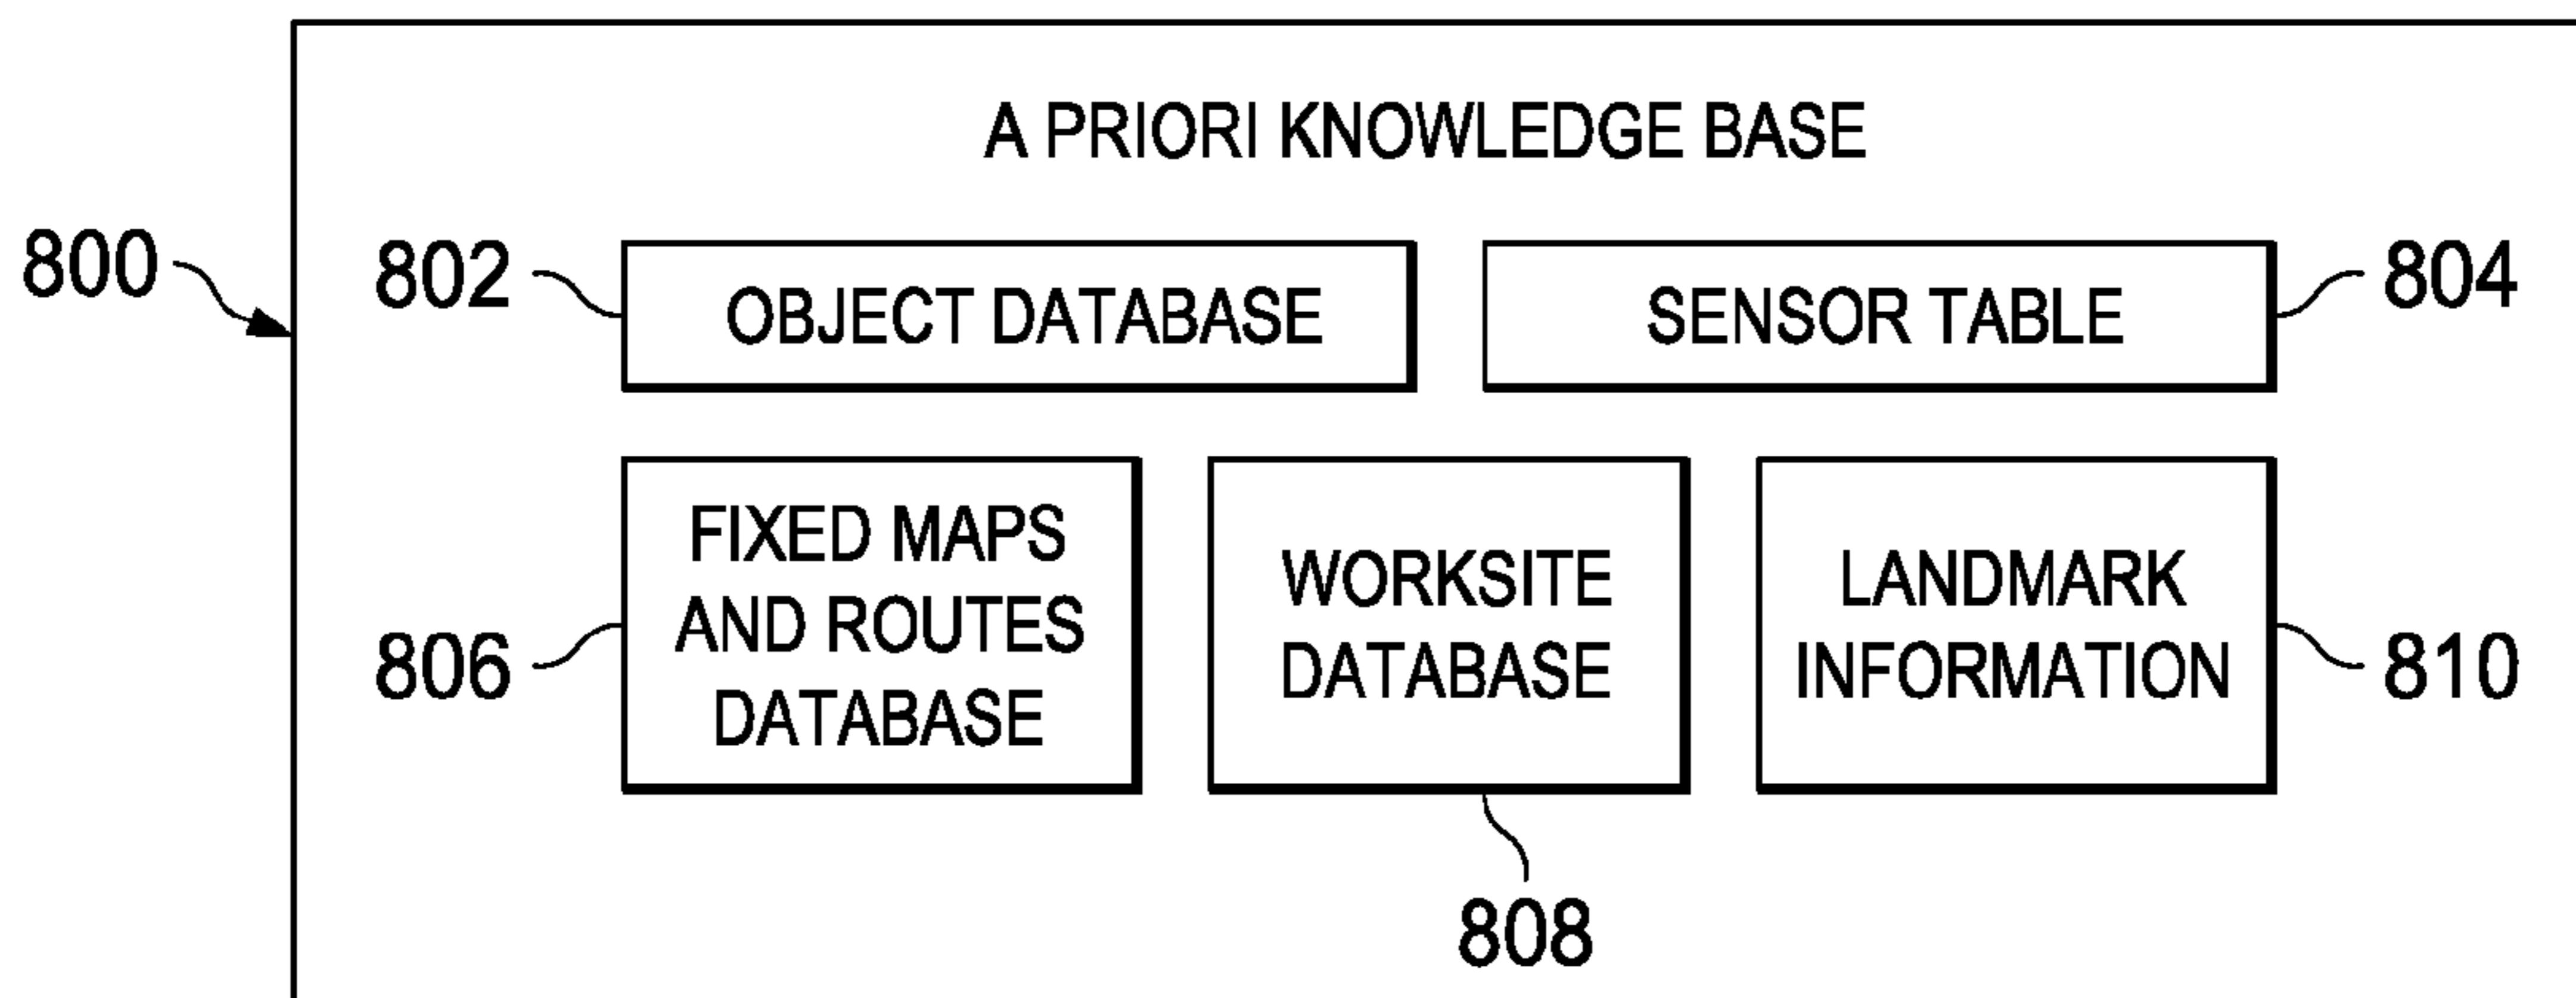 A PRIORI KNOWLEDGE BASE
800
802
OBJECT DATABASE
SENSOR TABLE
804
FIXED MAPS
AND ROUTES
DATABASE
806
WORKSITE
DATABASE
808
LANDMARK
INFORMATION
810